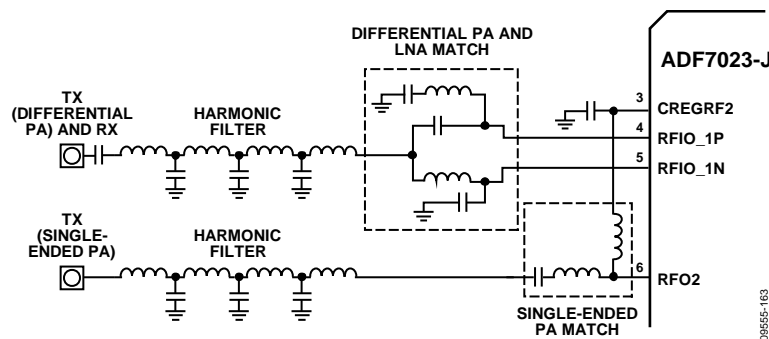 DIFFERENTIAL PA AND
LNA MATCH
ADF7023-J
TX
(DIFFERENTIAL
PA) AND RX
HARMONIC
FILTER
3
CREGRF2
4
RFIO_1P
5
RFIO_1N
TX
(SINGLE-
ENDED PA)
HARMONIC
FILTER
6
RFO2
SINGLE-ENDED
PA MATCH
09555-163